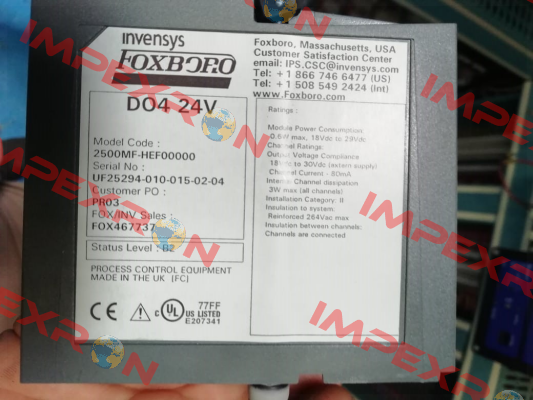 invensys
FOXBORO
DO4 24V
Model Code :
2500MF-HEF00000
Serial No :
UF25294-010-015-02-04
Customer PO :
PR03
FOX/INV Sales :
FOX467737
Status Level : B2
PROCESS CONTROL EQUIPMENT
MADE IN THE UK (FC)
CE
C UL US LISTED
77FF
E207341
Foxboro, Massachusetts, USA
Customer Satisfaction Center
email: IPS.CSC@invensys.com
Tel: + 1 866 746 6477 (US)
Tel: + 1 508 549 2424 (Int)
www.Foxboro.com
Ratings :
Module Power Consumption
0.6W max, 18Vdc to 29Vdc
Channel Ratings:
Output Voltage Compliance
18Vdc to 30Vdc (extern supply)
Channel Current - 80mA
Internal Channel dissipation
3W max (all channels)
Installation Category: II
Insulation to system:
Reinforced 264Vac max
Insulation between channels:
Channels are connected
IMPEXRON
IMPEXRON
IMPEXRON
IMPEXRON
IMPEXRON